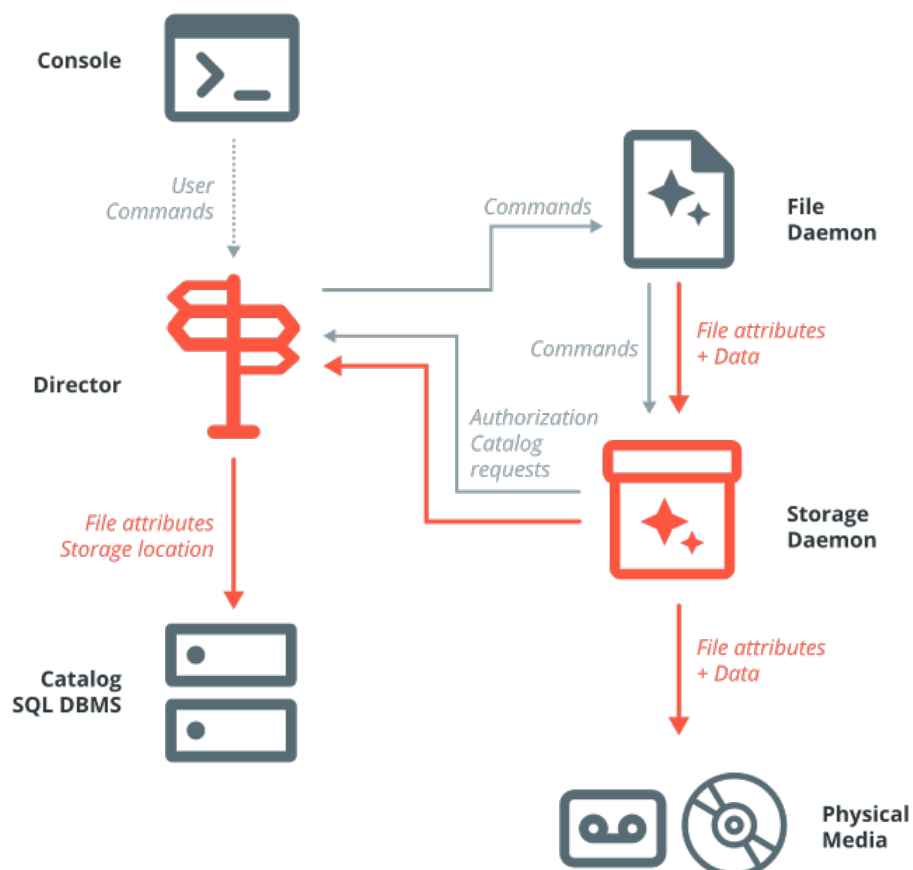 Console
User
Commands
Commands
File
Daemon
Commands
File attributes
+ Data
Director
Authorization
Catalog
requests
File attributes
Storage location
Storage
Daemon
File attributes
+ Data
Catalog
SQL DBMS
Physical
Media